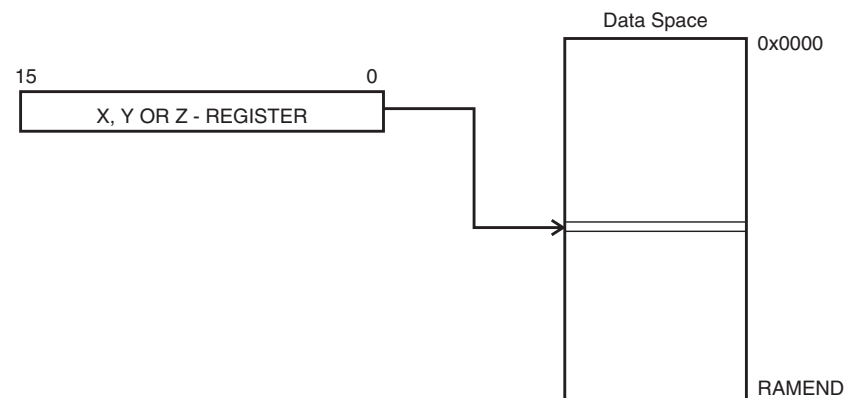 Data Space
0x0000
15 0
X, Y OR Z - REGISTER
RAMEND